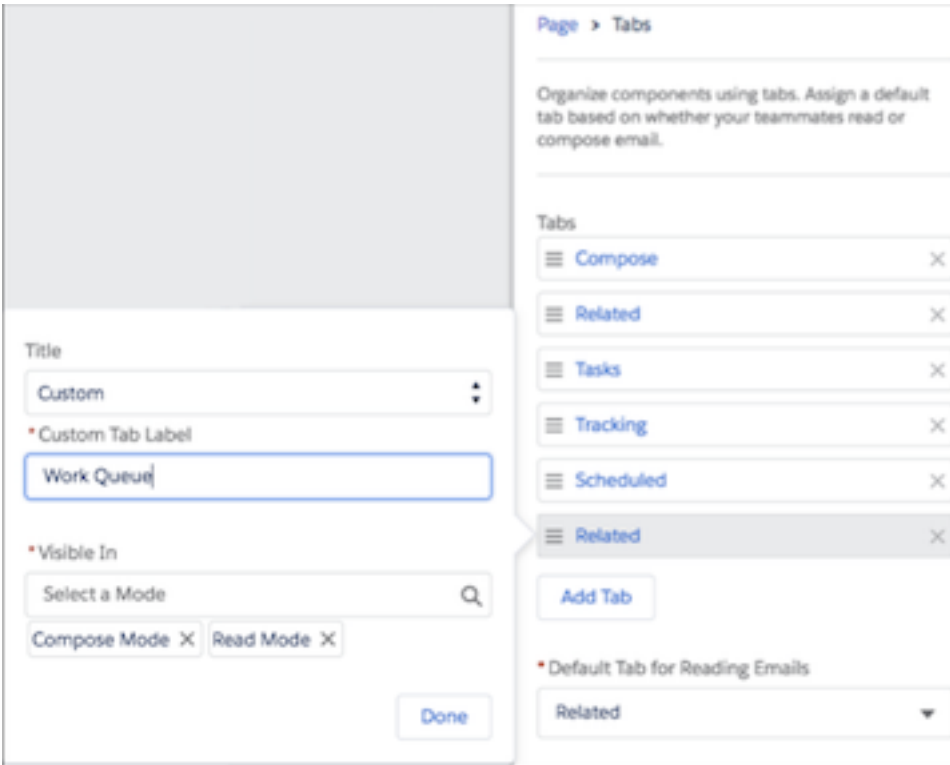 Page > Tabs
Organize components using tabs. Assign a default
tab based on whether your teammates read or
compose email.
Tabs
Compose
Related
Tasks
Tracking
Scheduled
Related
Add Tab
*Default Tab for Reading Emails
Related
Title
Custom
*Custom Tab Label
Work Queue
*Visible In
Select a Mode
Compose Mode X Read Mode X
Done